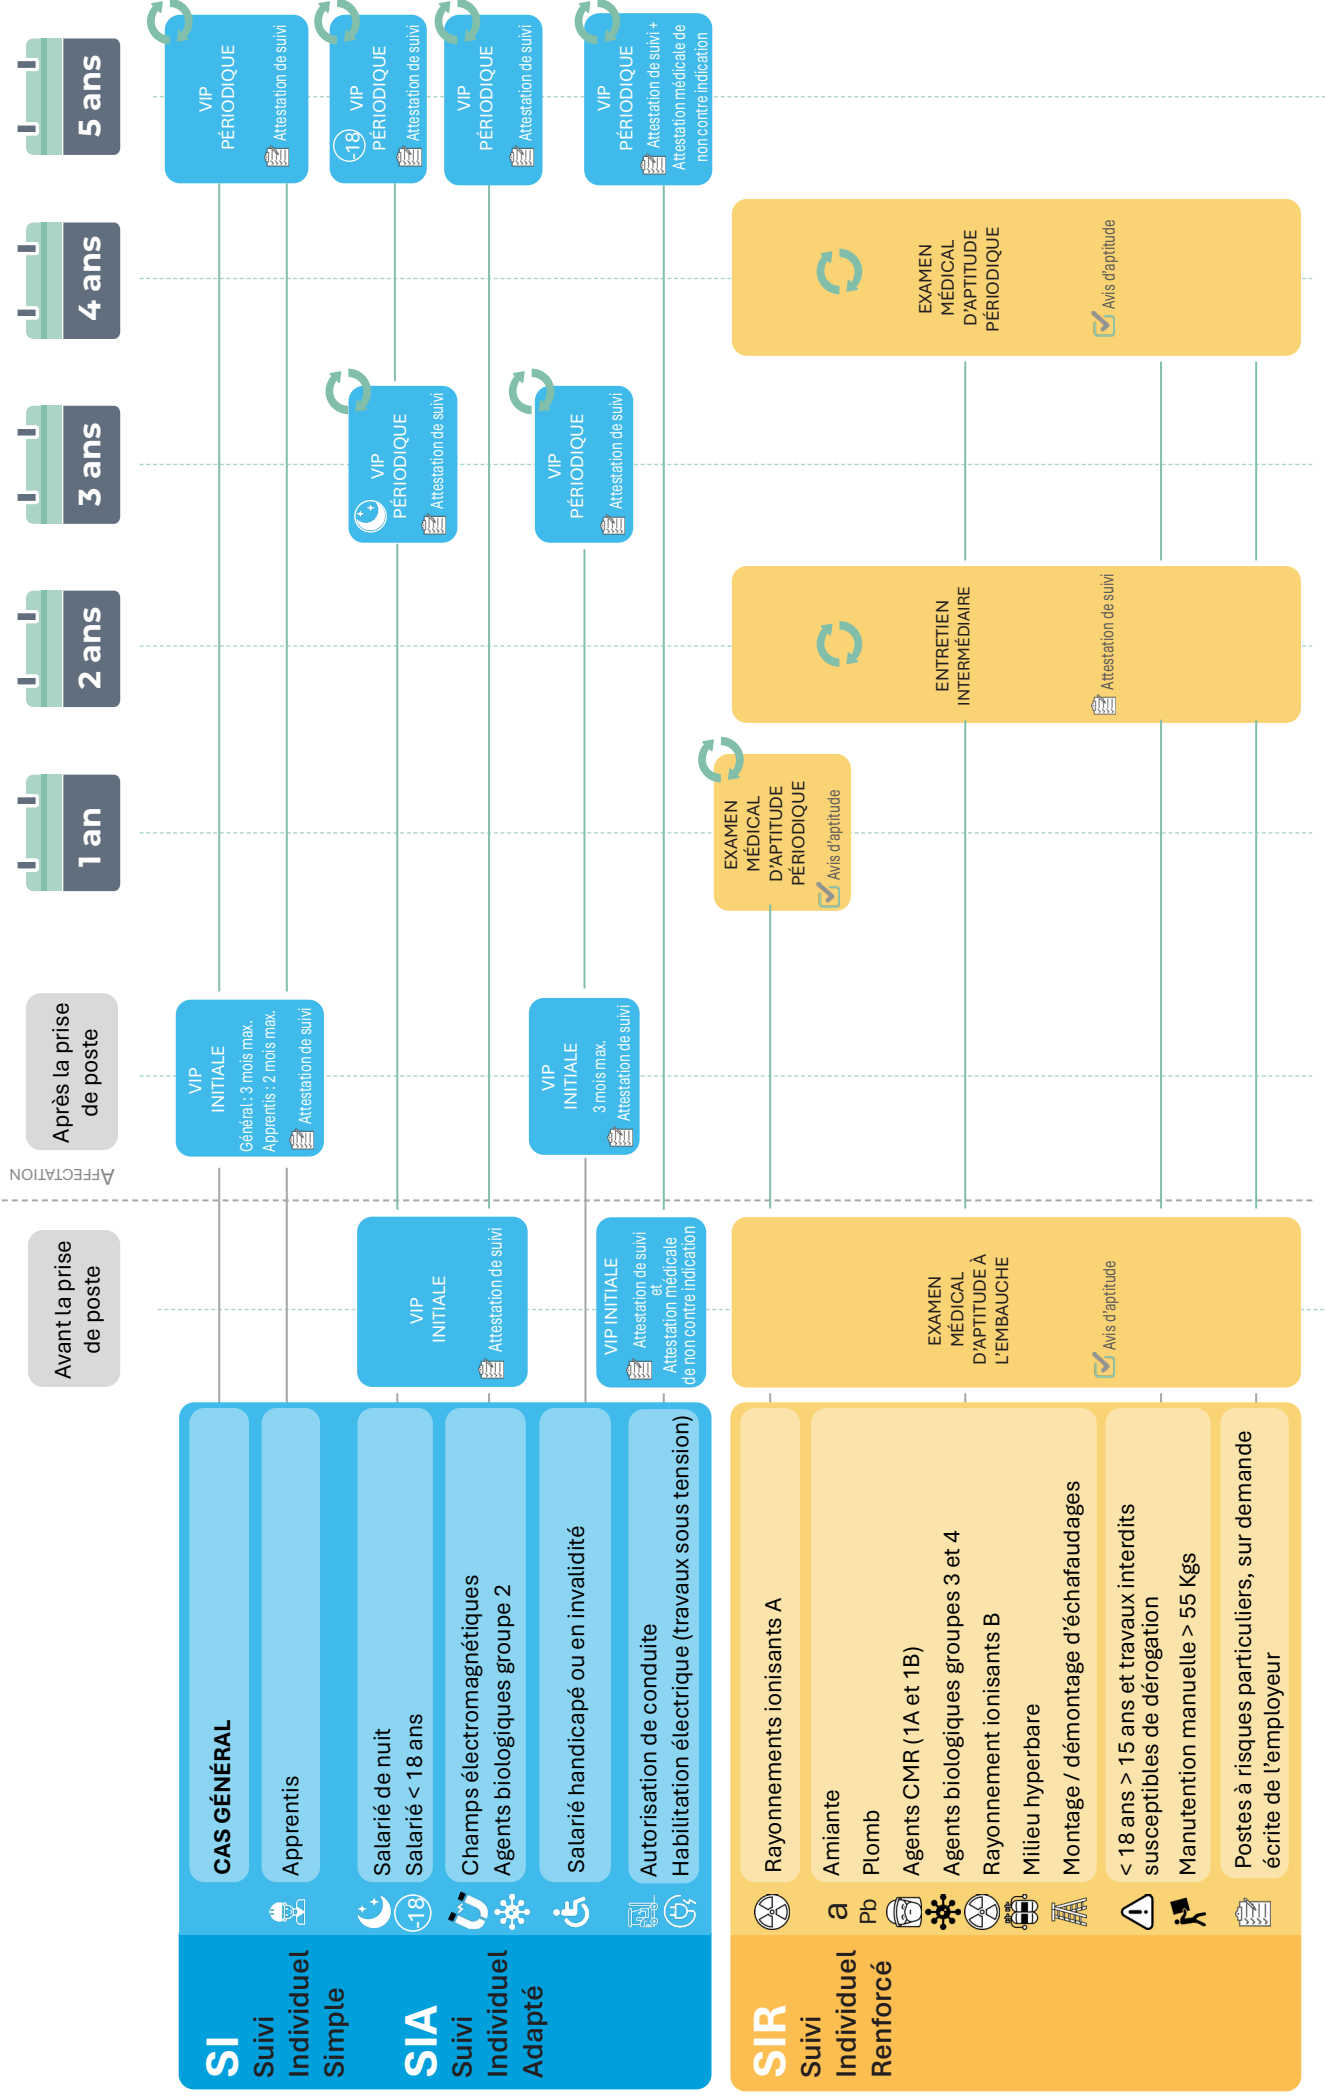 Avant la prise
de poste
AFFECTATION
Après la prise
de poste
1 an
2 ans
3 ans
4 ans
5 ans
SI
Suivi
Individuel
Simple
CAS GÉNÉRAL
Apprentis
VIP
INITIALE
Général : 3 mois max.
Apprentis : 2 mois max.
Attestation de suivi
VIP
PÉRIODIQUE
Attestation de suivi
SIA
Suivi
Individuel
Adapté
-18
Salarié de nuit
Salarié < 18 ans
Champs électromagnétiques
Agents biologiques groupe 2
VIP
INITIALE
Attestation de suivi
VIP
PÉRIODIQUE
Attestation de suivi
-18
VIP
PÉRIODIQUE
Attestation de suivi
VIP
PÉRIODIQUE
Attestation de suivi
Salarié handicapé ou en invalidité
VIP
INITIALE
3 mois max.
Attestation de suivi
VIP
PÉRIODIQUE
Attestation de suivi
Autorisation de conduite
Habilitation électrique (travaux sous tension)
VIP INITIALE
Attestation de suivi
et
Attestation médicale
de non contre indication
VIP
PÉRIODIQUE
Attestation de suivi +
Attestation médicale de
non contre indication
SIR
Suivi
Individuel
Renforcé
Rayonnements ionisants A
a
Amiante
Pb
Plomb
Agents CMR (1A et 1B)
Agents biologiques groupes 3 et 4
Rayonnement ionisants B
Milieu hyperbare
Montage / démontage d'échafaudages
< 18 ans > 15 ans et travaux interdits
susceptibles de dérogation
Manutention manuelle > 55 Kgs
Postes à risques particuliers, sur demande
écrite de l'employeur
EXAMEN
MÉDICAL
D'APTITUDE À
L'EMBAUCHE
Avis d'aptitude
EXAMEN
MÉDICAL
D'APTITUDE
PÉRIODIQUE
Avis d'aptitude
ENTRETIEN
INTERMÉDIAIRE
Attestation de suivi
EXAMEN
MÉDICAL
D'APTITUDE
PÉRIODIQUE
Avis d'aptitude